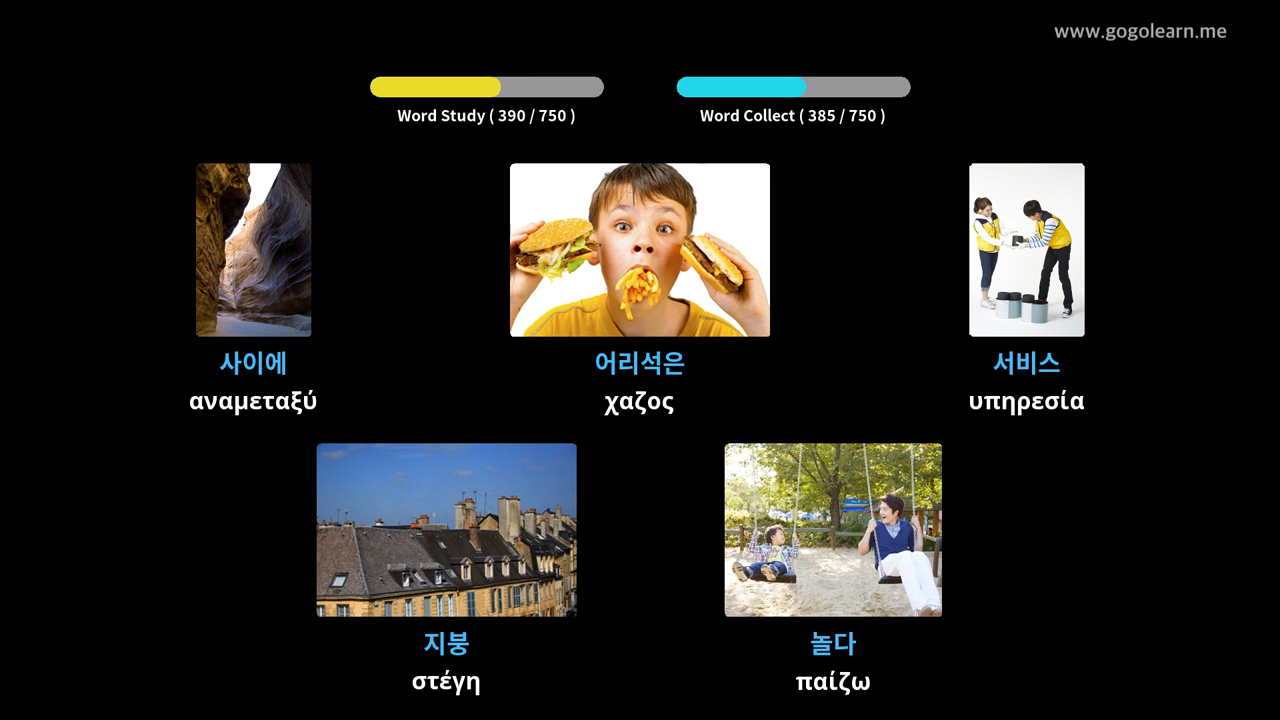 www.gogolearn.me
Word Study ( 390 / 750 )
Word Collect ( 385 / 750 )
사이에
αναμεταξύ
어리석은
χαζος
서비스
υπηρεσία
지붕
στέγη
놀다
παίζω